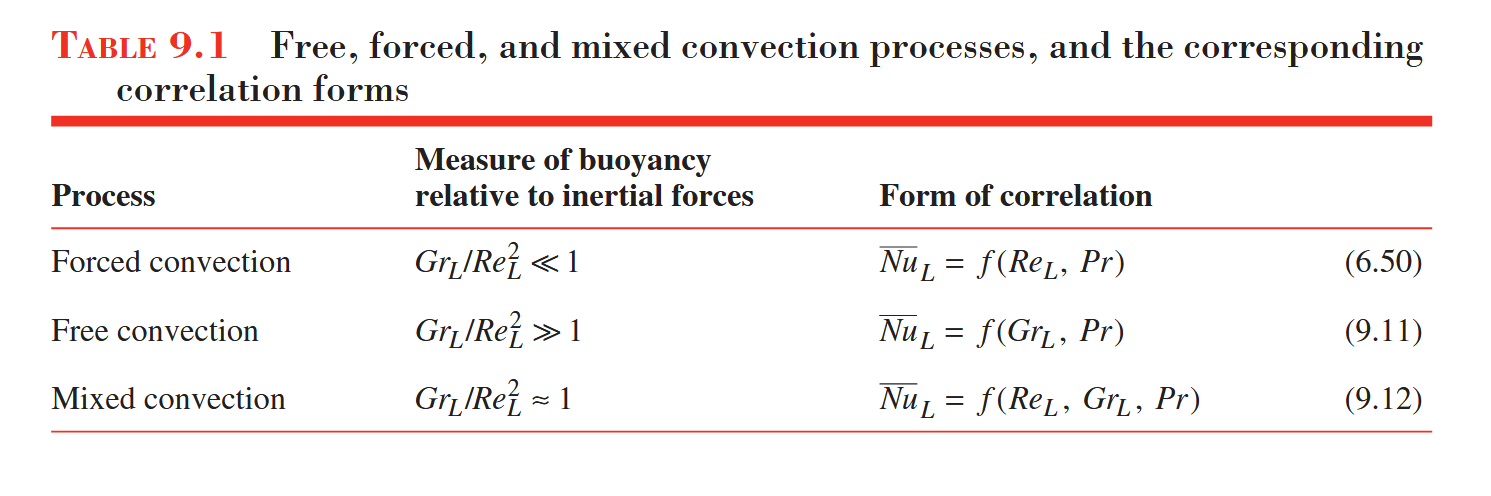 TABLE 9.1 Free, forced, and mixed convection processes, and the corresponding
correlation forms
Measure of buoyancy
Process relative to inertial forces Form of correlation
Forced convection Gr_L/Re_L^2 ≪ 1 \overline{Nu}_L = f(Re_L, Pr) (6.50)
Free convection Gr_L/Re_L^2 ≫ 1 \overline{Nu}_L = f(Gr_L, Pr) (9.11)
Mixed convection Gr_L/Re_L^2 ≈ 1 \overline{Nu}_L = f(Re_L, Gr_L, Pr) (9.12)